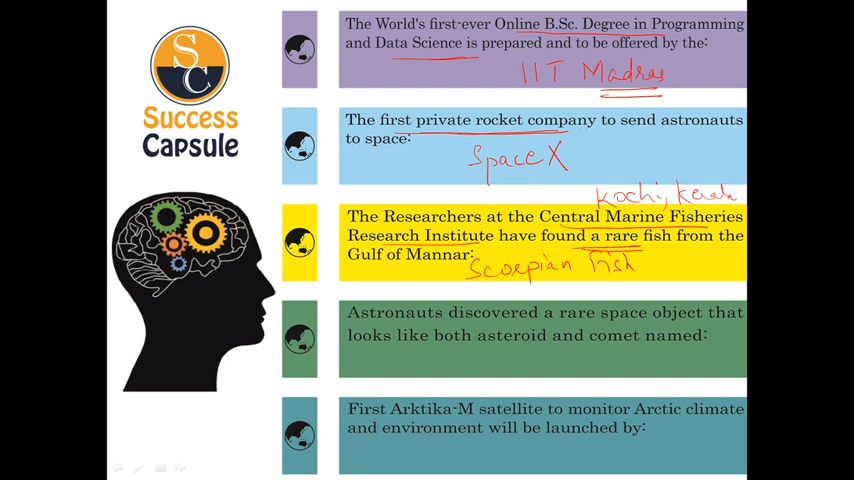 S
C
Success
Capsule
The World's first-ever Online B.Sc. Degree in Programming
and Data Science is prepared and to be offered by the:
IIT Madras
The first private rocket company to send astronauts
to space:
SpaceX
Kochi, Kerala
The Researchers at the Central Marine Fisheries
Research Institute have found a rare fish from the
Gulf of Mannar:
Scorpian Fish
Astronauts discovered a rare space object that
looks like both asteroid and comet named:
First Arktika-M satellite to monitor Arctic climate
and environment will be launched by: